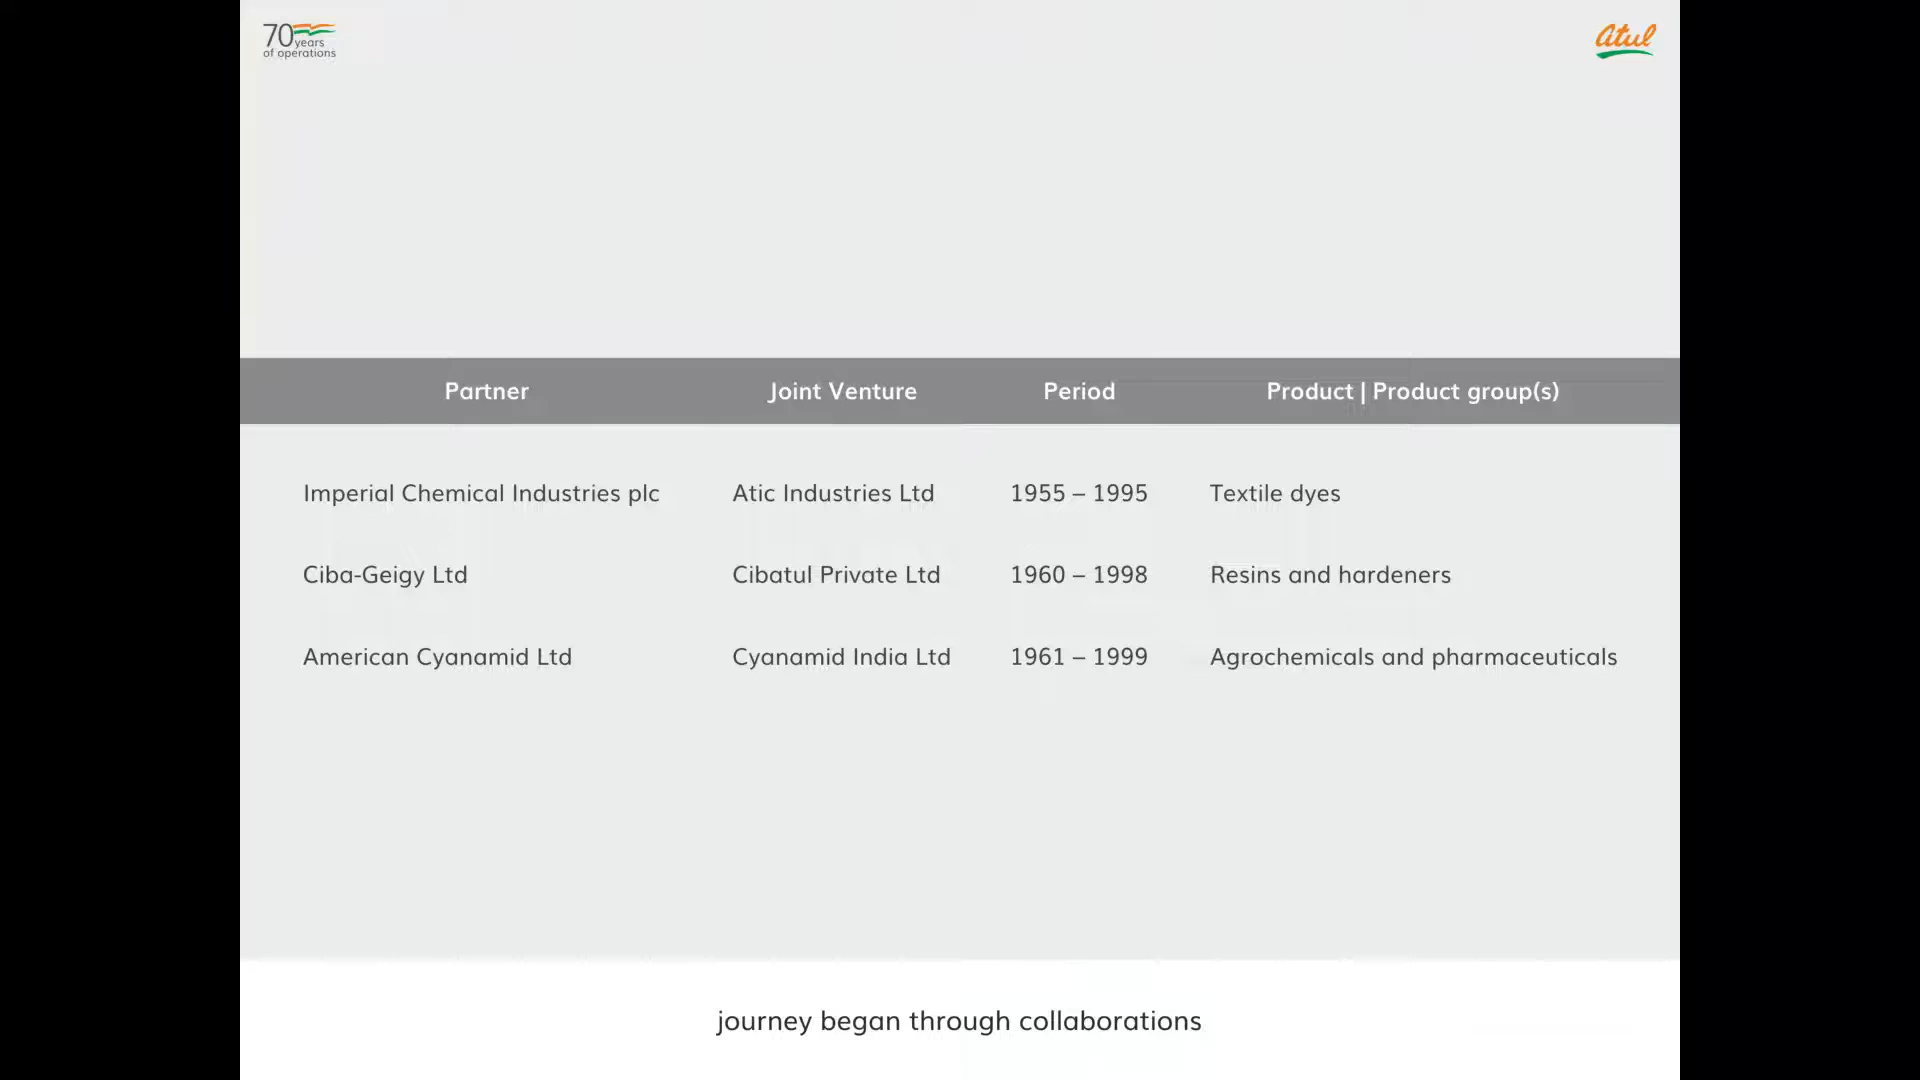 70 years
of operations
atul
Partner Joint Venture Period Product | Product group(s)
Imperial Chemical Industries plc Atic Industries Ltd 1955 – 1995 Textile dyes
Ciba-Geigy Ltd Cibatul Private Ltd 1960 – 1998 Resins and hardeners
American Cyanamid Ltd Cyanamid India Ltd 1961 – 1999 Agrochemicals and pharmaceuticals
journey began through collaborations